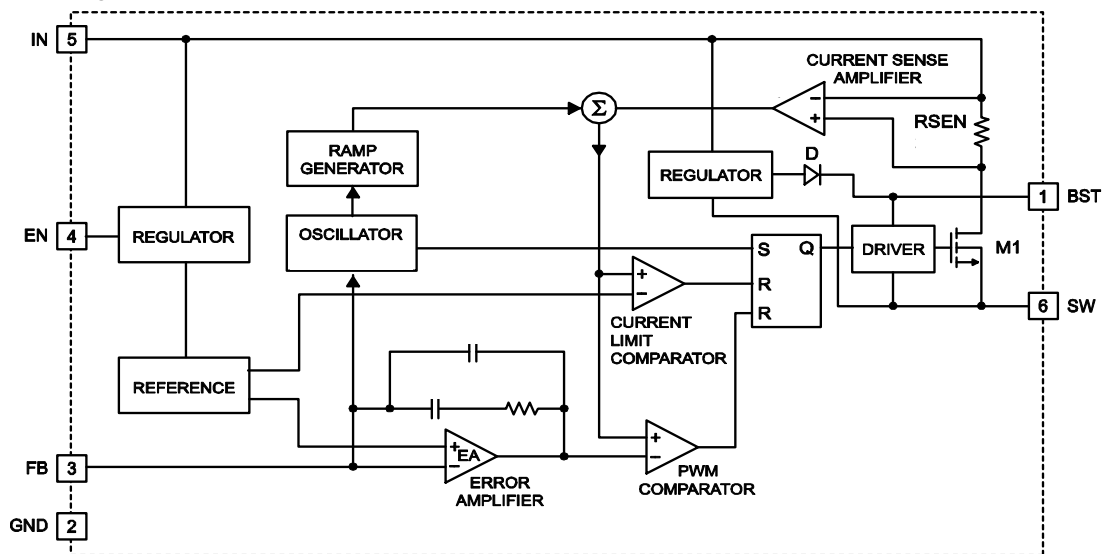 IN 5
CURRENT SENSE
AMPLIFIER
Σ
−
+
RSEN
RAMP
GENERATOR
D
REGULATOR
1 BST
EN 4
REGULATOR
OSCILLATOR
S Q
DRIVER
M1
+
−
R
R
6 SW
CURRENT
LIMIT
COMPARATOR
REFERENCE
+
EA
−
+
−
FB 3
ERROR
AMPLIFIER
PWM
COMPARATOR
GND 2